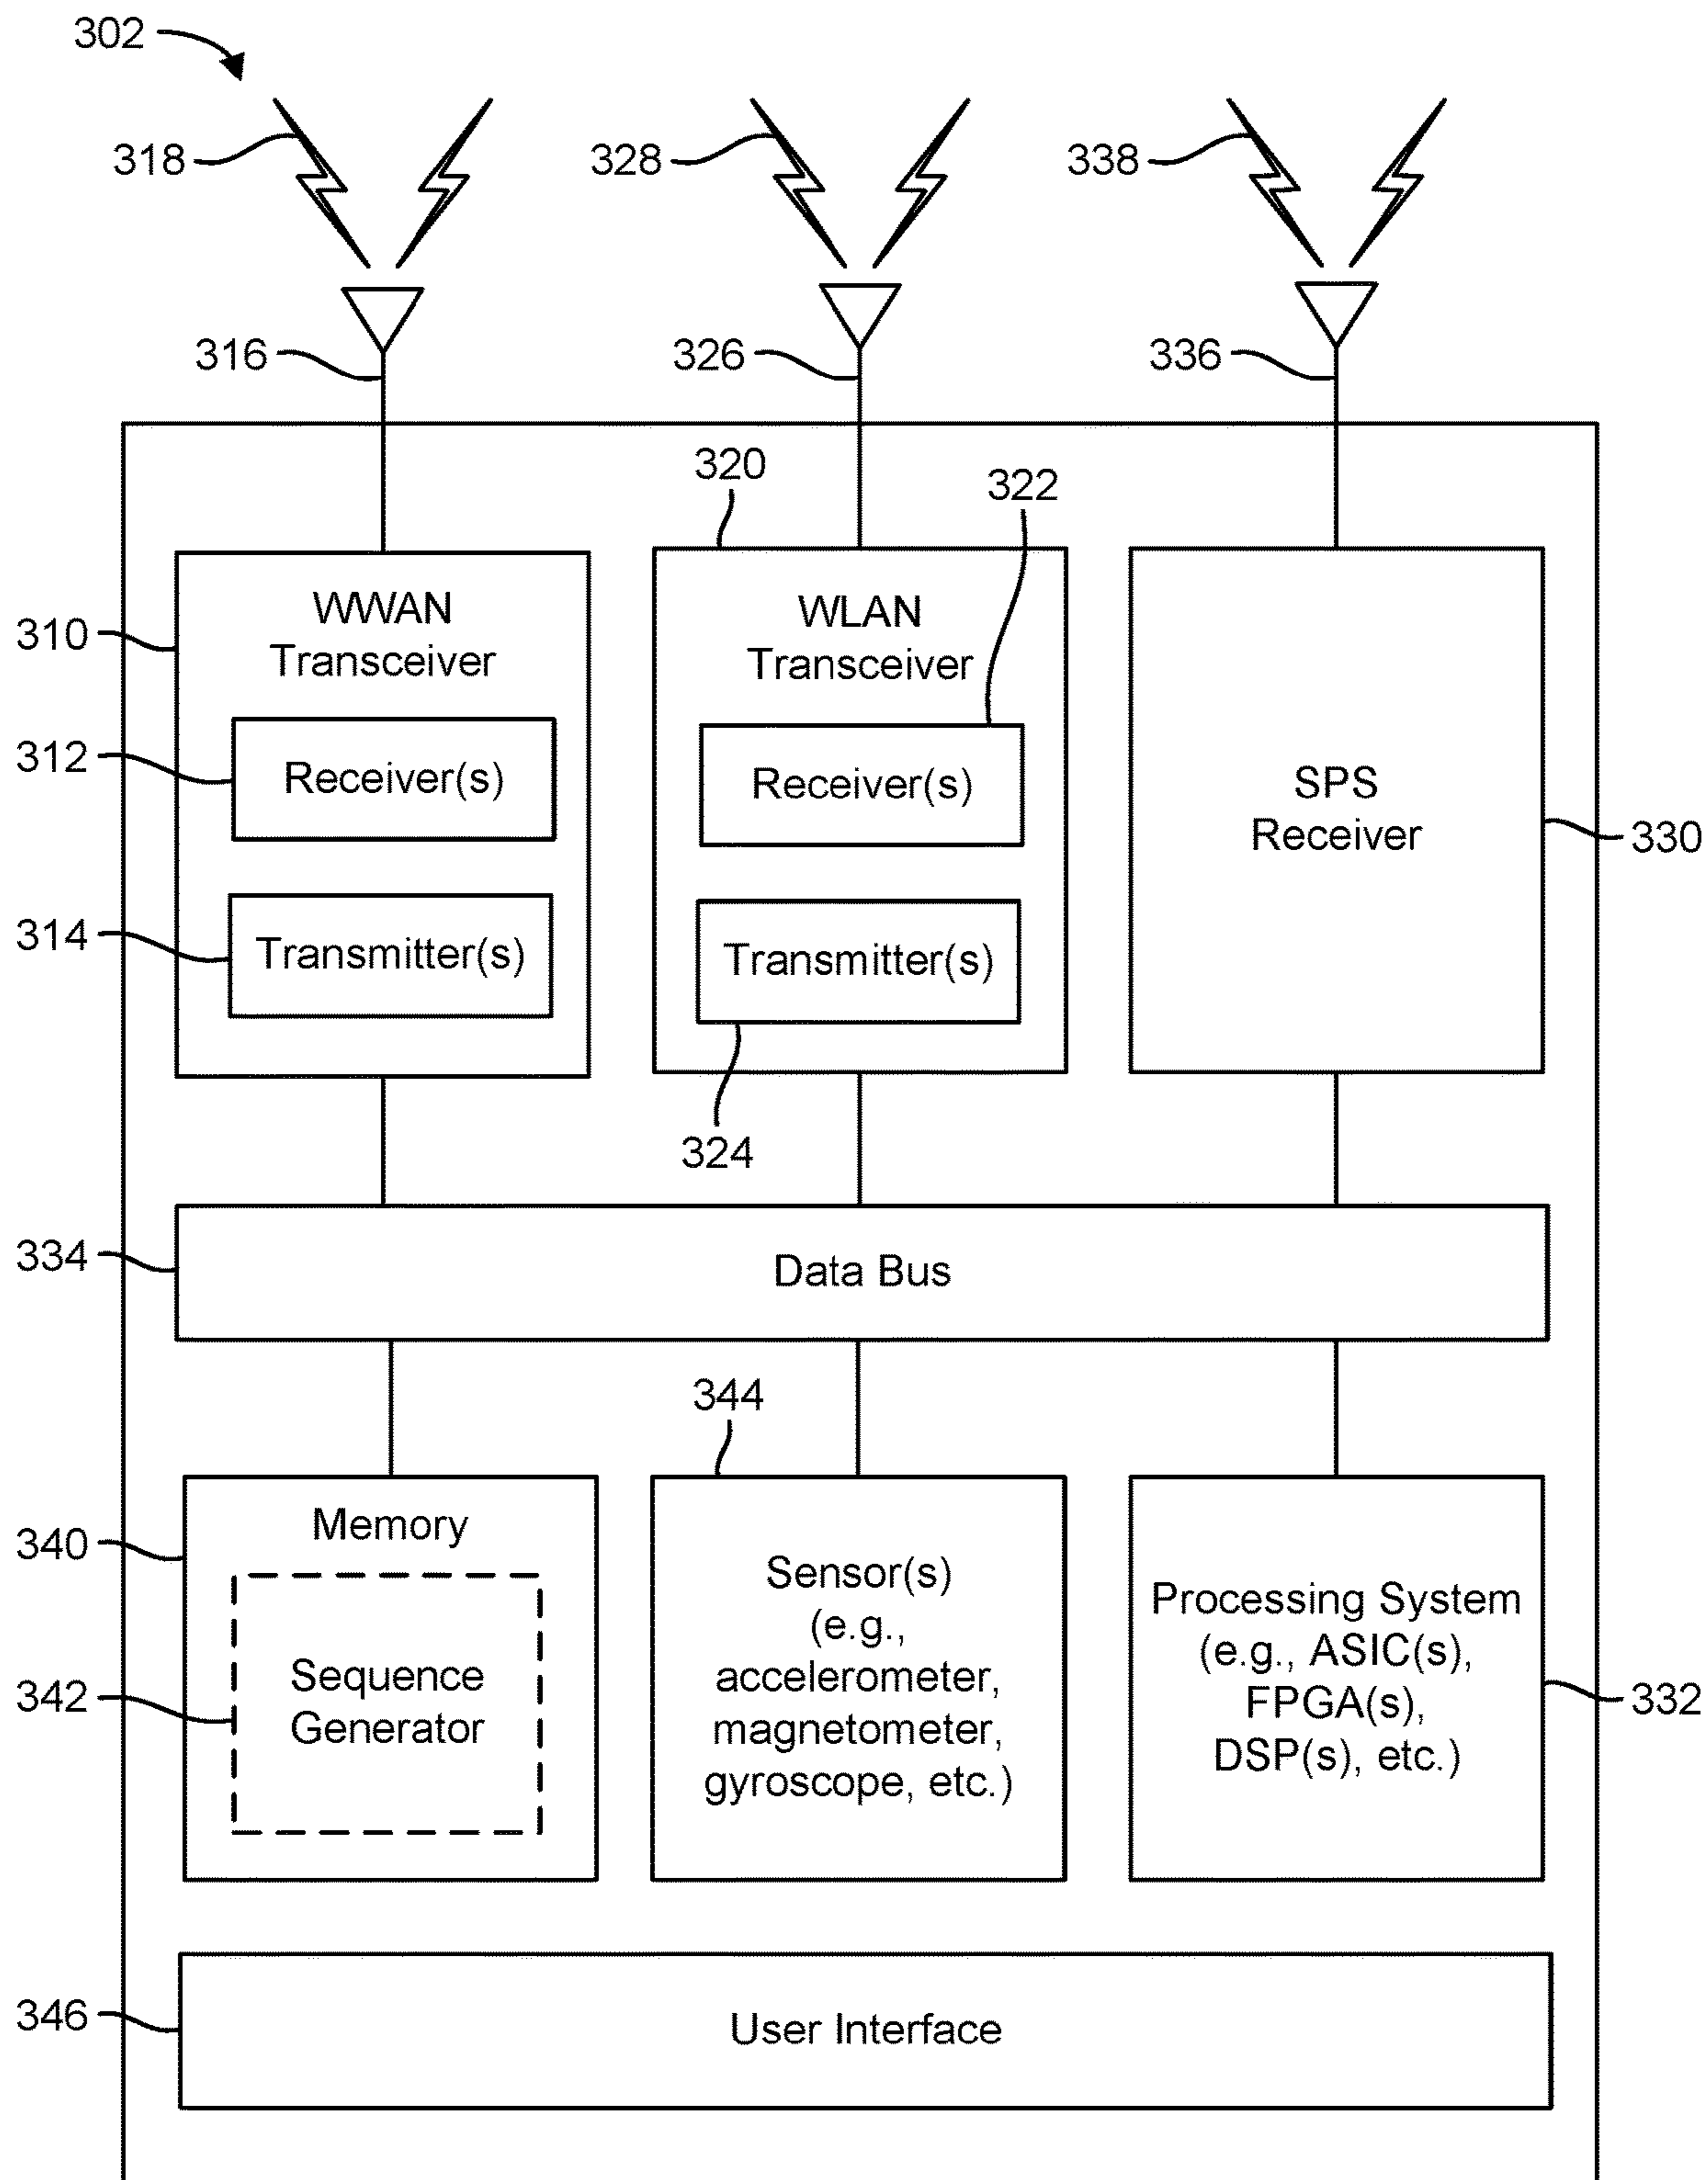 302
318
328
338
316
326
336
320
322
310
WWAN
Transceiver
WLAN
Transceiver
312
Receiver(s)
Receiver(s)
SPS
Receiver
330
314
Transmitter(s)
Transmitter(s)
324
334
Data Bus
344
340
Memory
342
Sequence
Generator
Sensor(s)
(e.g.,
accelerometer,
magnetometer,
gyroscope, etc.)
Processing System
(e.g., ASIC(s),
FPGA(s),
DSP(s), etc.)
332
346
User Interface